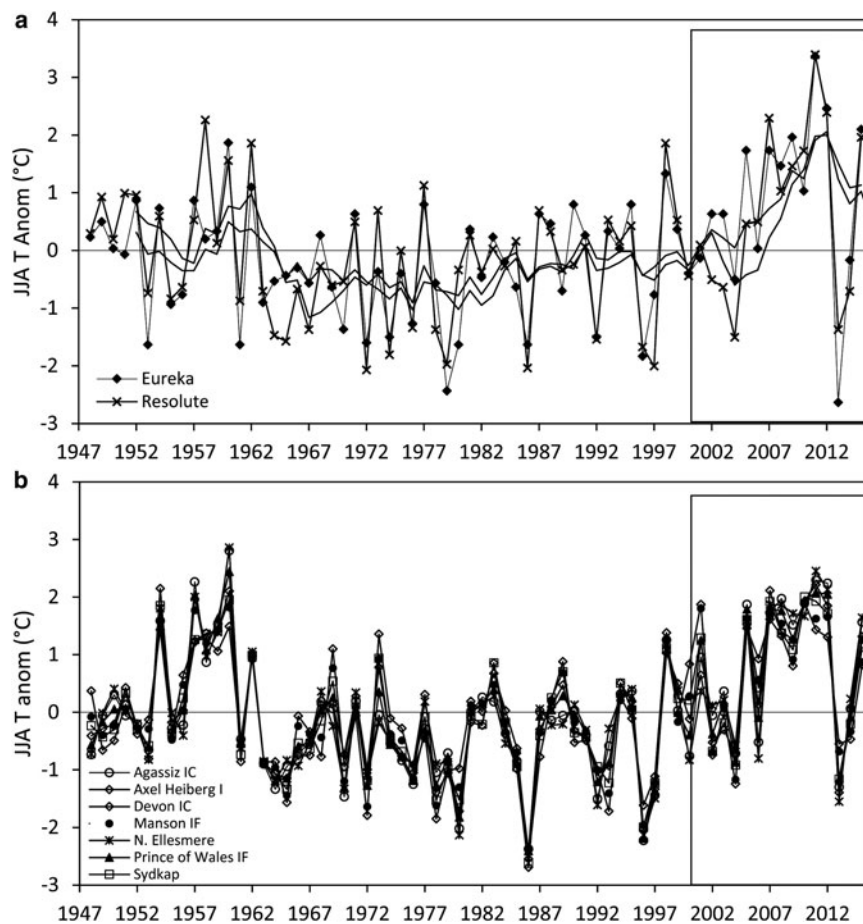 a
4
3
2
1
0
-1
-2
-3
JJA T Anom (°C)
Eureka
Resolute
1947 1952 1957 1962 1967 1972 1977 1982 1987 1992 1997 2002 2007 2012
b
4
3
2
1
0
-1
-2
-3
JJA T anom (°C)
Agassiz IC
Axel Heiberg I
Devon IC
Manson IF
N. Ellesmere
Prince of Wales IF
Sydkap
1947 1952 1957 1962 1967 1972 1977 1982 1987 1992 1997 2002 2007 2012